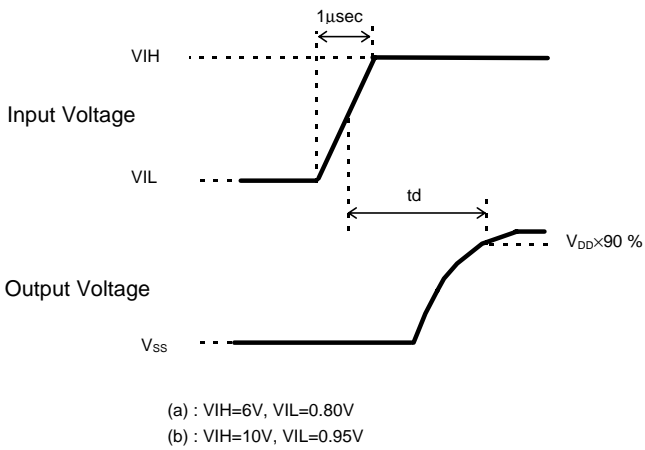 1μsec
VIH
Input Voltage
VIL
td
VDD×90 %
Output Voltage
VSS
(a) : VIH=6V, VIL=0.80V
(b) : VIH=10V, VIL=0.95V